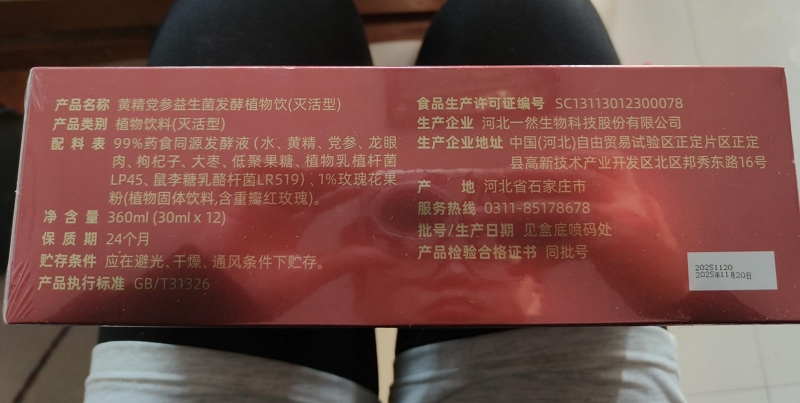 产品名称 黄精党参益生菌发酵植物饮(灭活型)
产品类别 植物饮料(灭活型)
配料表 99%药食同源发酵液（水、黄精、党参、龙眼
肉、枸杞子、大枣、低聚果糖、植物乳植杆菌
LP45、鼠李糖乳酪杆菌LR519）、1%玫瑰花果
粉(植物固体饮料,含重瓣红玫瑰)。
净含量 360ml (30ml x 12)
保质期 24个月
贮存条件 应在避光、干燥、通风条件下贮存。
产品执行标准 GB/T31326
食品生产许可证编号 SC13113012300078
生产企业 河北一然生物科技股份有限公司
生产企业地址 中国(河北)自由贸易试验区正定片区正定
县高新技术产业开发区北区邦秀东路16号
产地 河北省石家庄市
服务热线 0311-85178678
批号/生产日期 见盒底喷码处
产品检验合格证书 同批号
20251120
2025年11月20日